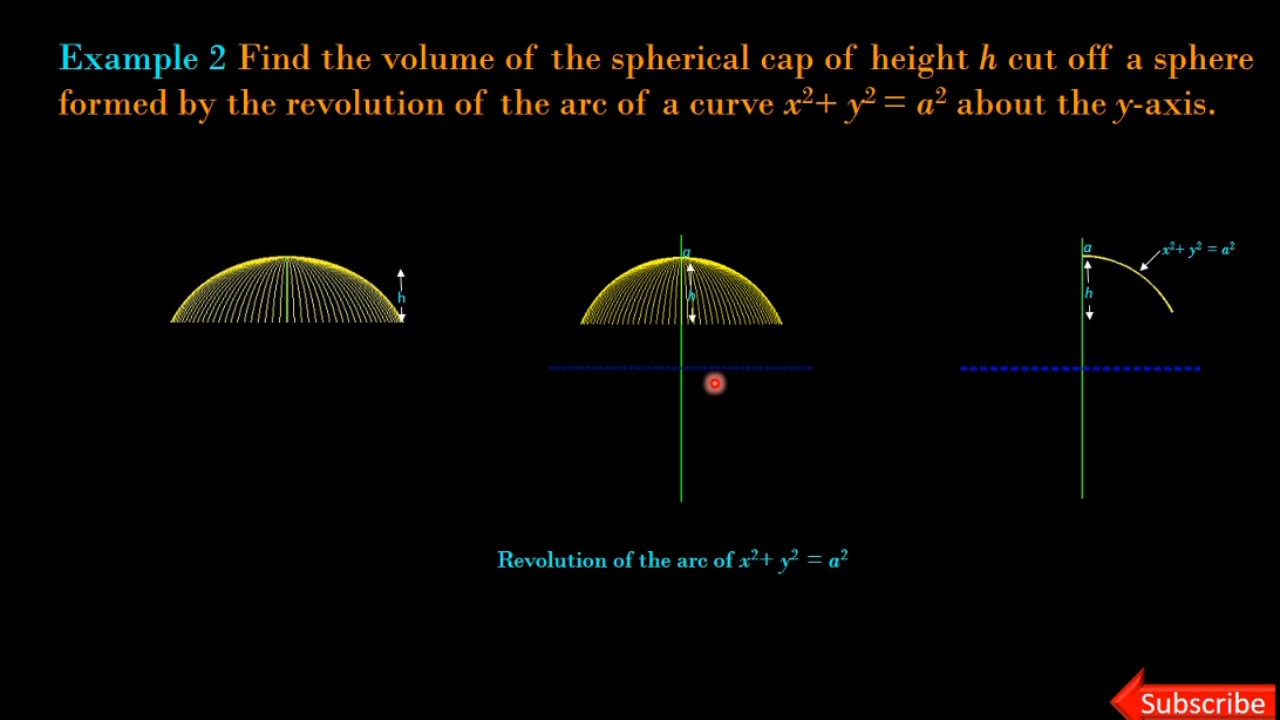 Example 2 Find the volume of the spherical cap of height h cut off a sphere
formed by the revolution of the arc of a curve x²+ y² = a² about the y-axis.
a
a
x²+ y² = a²
h
h
h
Revolution of the arc of x²+ y² = a²
Subscribe